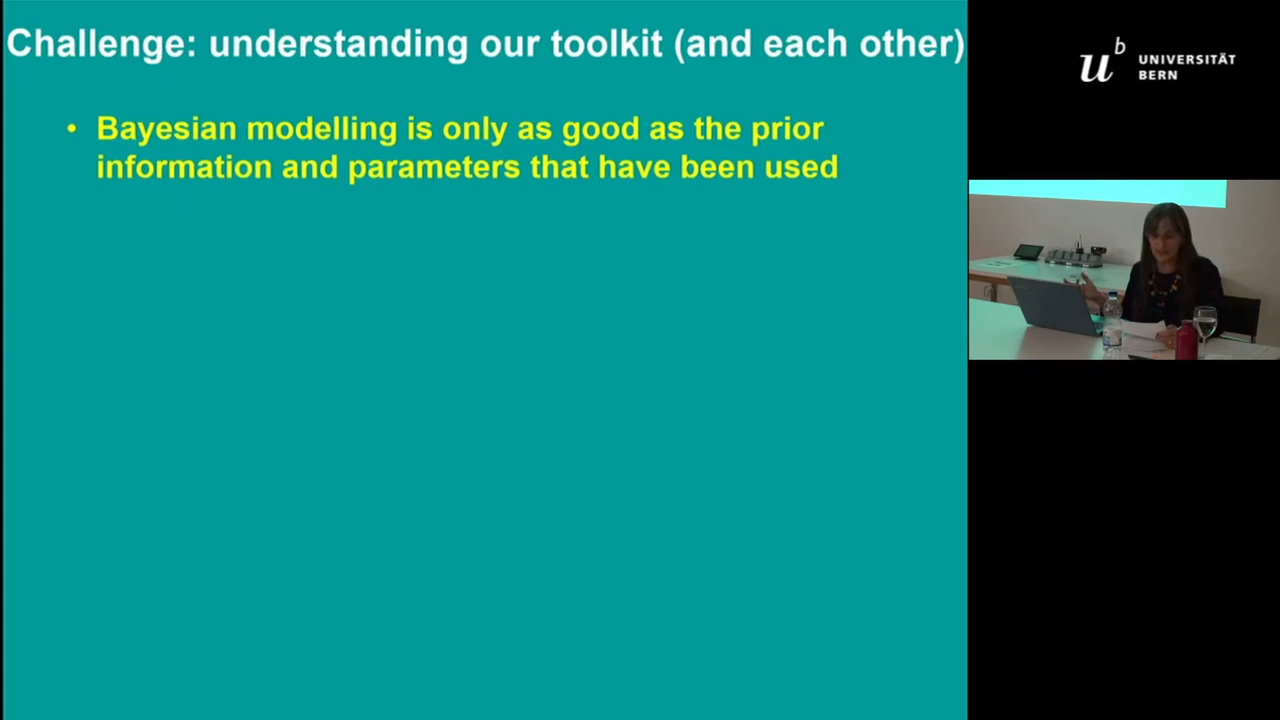 Challenge: understanding our toolkit (and each other)
• Bayesian modelling is only as good as the prior
information and parameters that have been used
u^b
UNIVERSITÄT
BERN